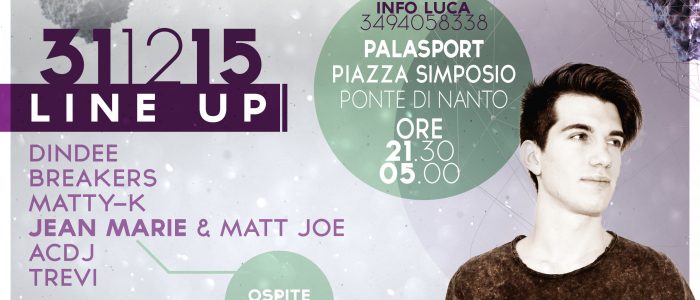 311215
LINE UP
DINDEE
BREAKERS
MATTY-K
JEAN MARIE & MATT JOE
ACDJ
TREVI
INFO LUCA
3494058338
PALASPORT
PIAZZA SIMPOSIO
PONTE DI NANTO
ORE
21.30
05.00
OSPITE